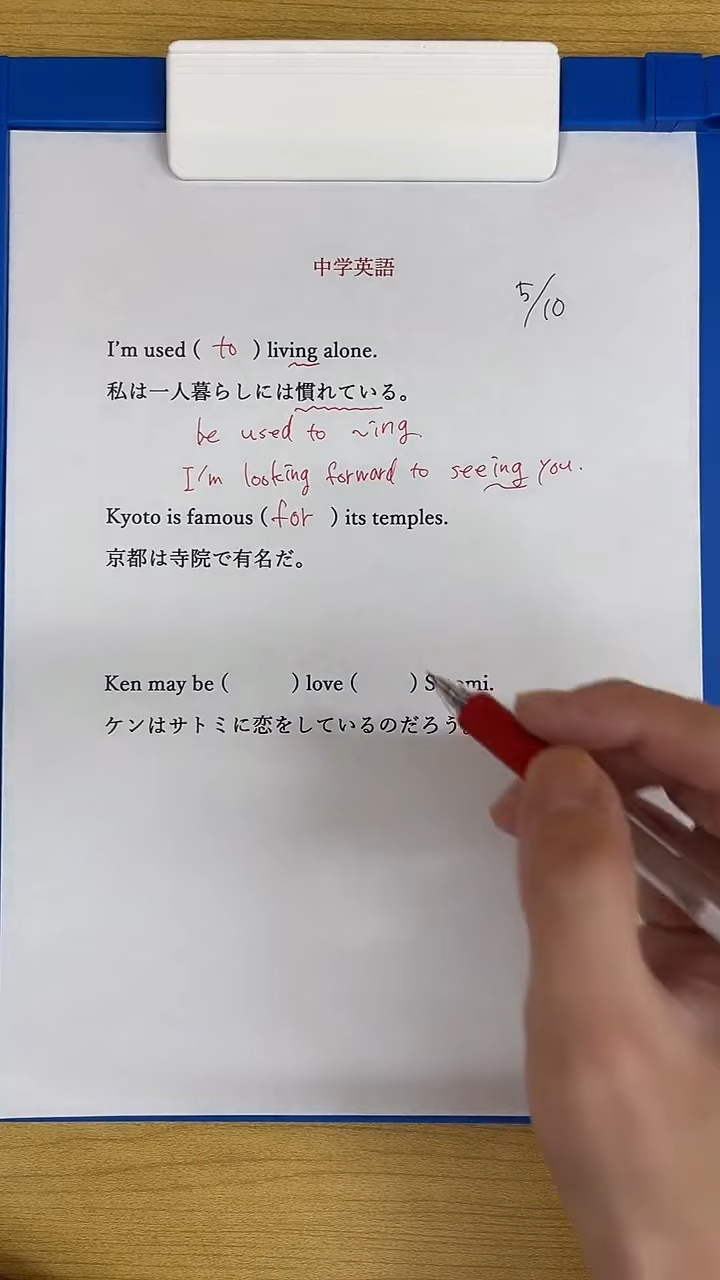 中学英語
5/10
I'm used ( to ) living alone.
私は一人暮らしには慣れている。
be used to ~ing.
I'm looking forward to seeing you.
Kyoto is famous ( for ) its temples.
京都は寺院で有名だ。
Ken may be (   ) love (   )
ケンはサトミに恋をしているのだろう